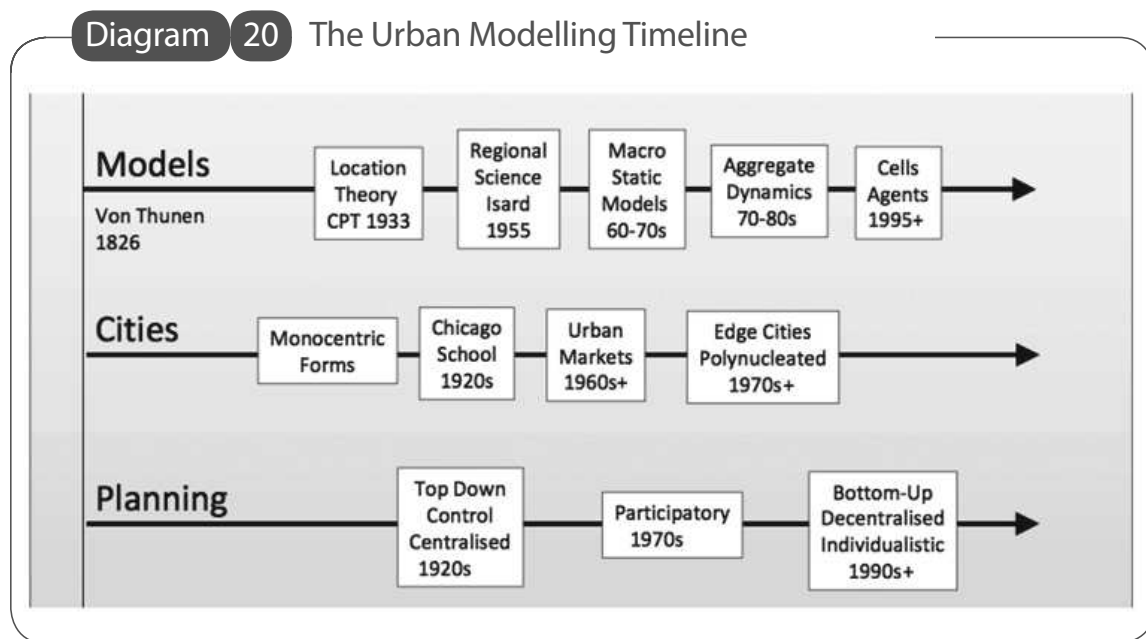 Diagram 20 The Urban Modelling Timeline
Models
Von Thunen
1826
Location
Theory
CPT 1933
Regional
Science
Isard
1955
Macro
Static
Models
60-70s
Aggregate
Dynamics
70-80s
Cells
Agents
1995+
Cities
Monocentric
Forms
Chicago
School
1920s
Urban
Markets
1960s+
Edge Cities
Polynucleated
1970s+
Planning
Top Down
Control
Centralised
1920s
Participatory
1970s
Bottom-Up
Decentralised
Individualistic
1990s+